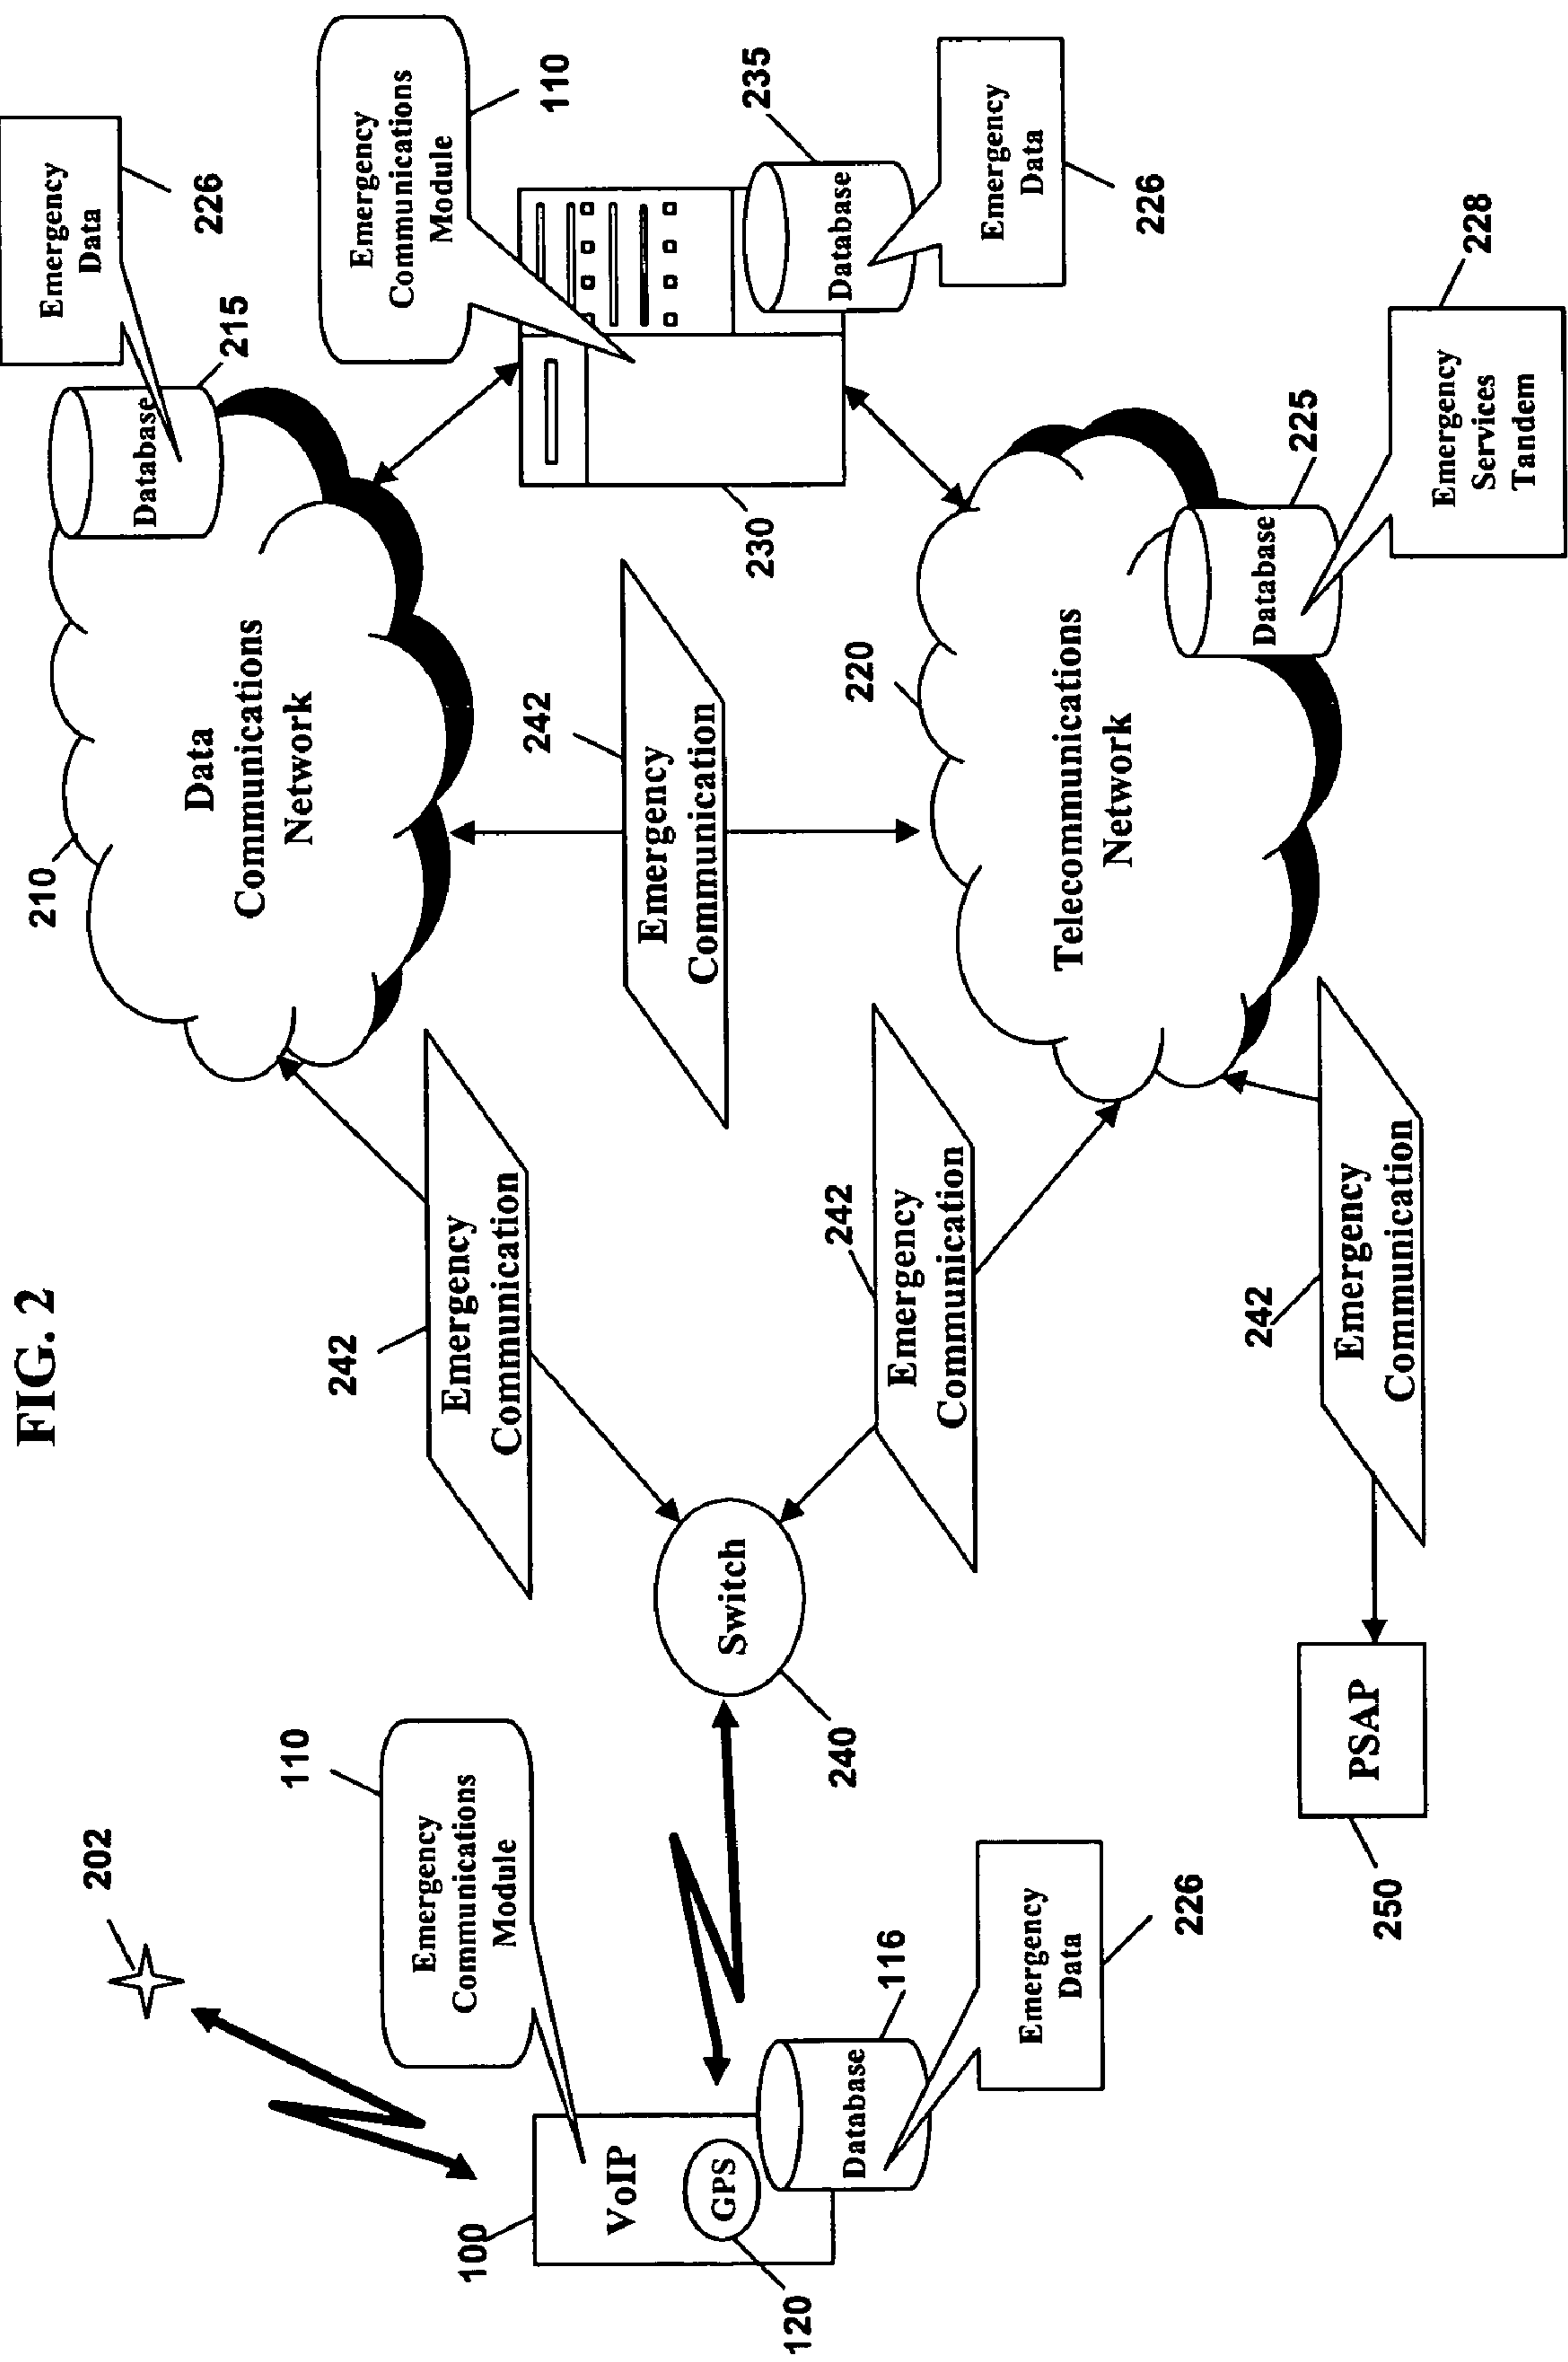 FIG. 2
202
110
Emergency
Communications
Module
100
VoIP
GPS
120
Database
116
Emergency
Data
226
Switch
240
242
Emergency
Communication
242
Emergency
Communication
242
Emergency
Communication
PSAP
250
210
Data
Communications
Network
Database
215
Emergency
Data
226
242
Emergency
Communication
220
Telecommunications
Network
Database
225
Emergency
Services
Tandem
228
230
Emergency
Communications
Module
110
Database
235
Emergency
Data
226